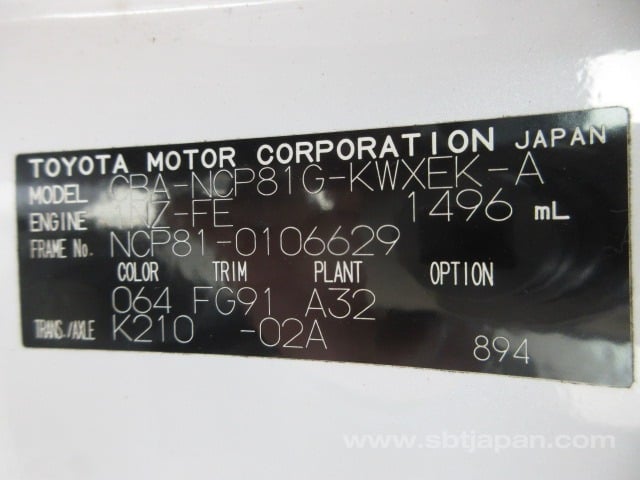 TOYOTA MOTOR CORPORATION JAPAN
MODEL CBA-NCP81G-KWXEK-A
ENGINE 1NZ-FE 1496 mL
FRAME No. NCP81-0106629
COLOR TRIM PLANT OPTION
064 FG91 A32
TRANS./AXLE K210 -02A
894
www.sbtjapan.com